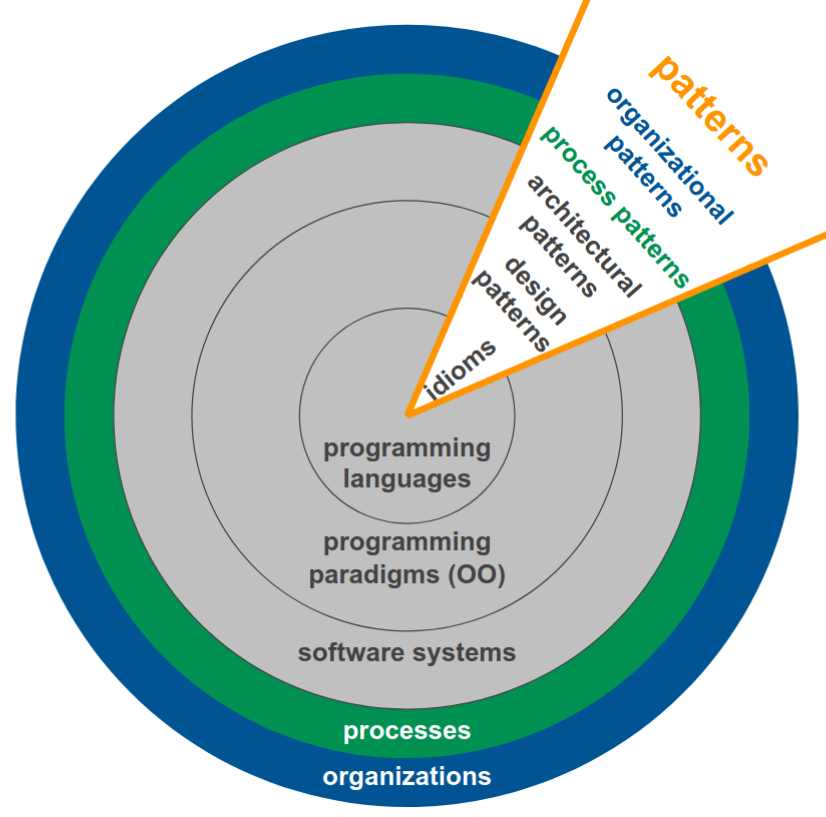 patterns
organizational
patterns
process patterns
architectural
patterns
design
patterns
idioms
programming
languages
programming
paradigms (OO)
software systems
processes
organizations